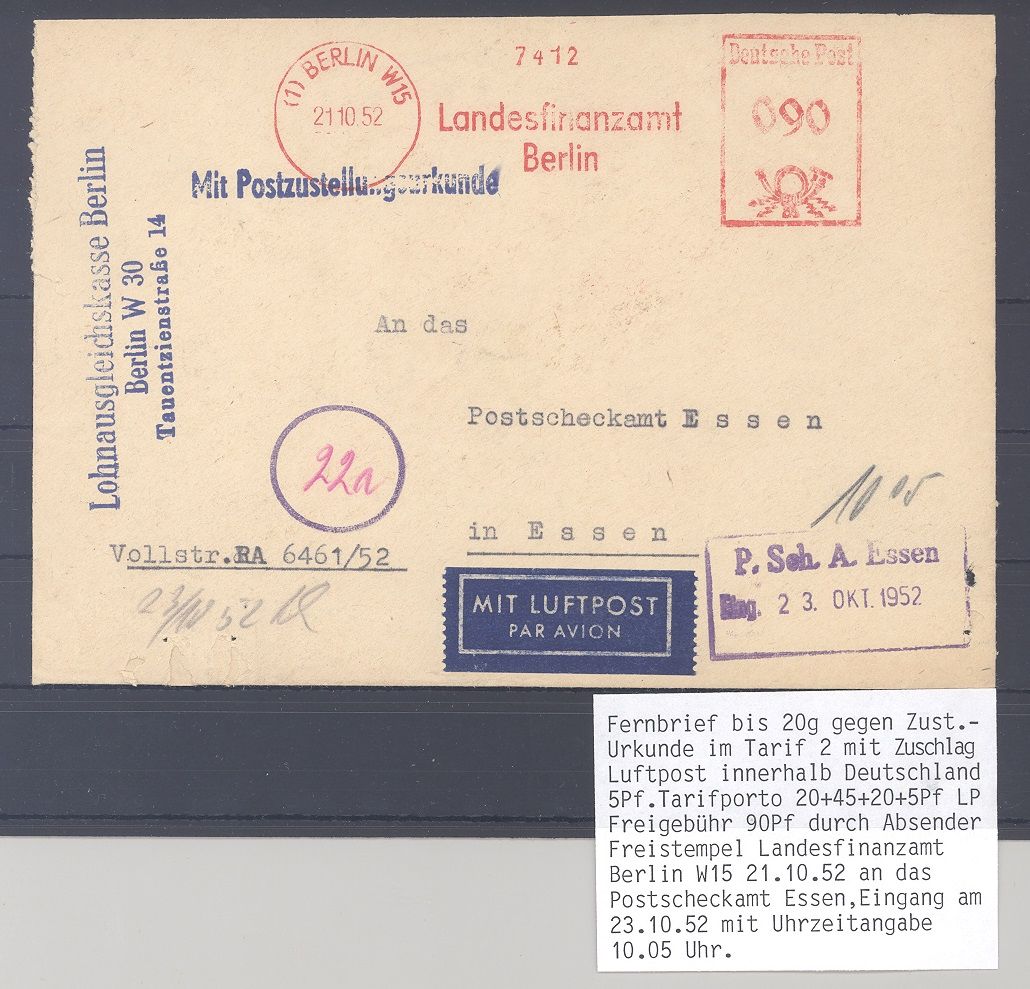 (1) BERLIN W15
21.10.52
7412
Landesfinanzamt
Berlin
Deutsche Post
090
Mit Postzustellungsurkunde
Lohnausgleichskasse Berlin
Berlin W 30
Tauentzienstraße 14
An das
Postscheckamt Essen
22a
10 05
in Essen
Vollstr.RA 6461/52
23/10 52
MIT LUFTPOST
PAR AVION
P. Sch. A. Essen
Eing. 23. OKT. 1952
Fernbrief bis 20g gegen Zust.-
Urkunde im Tarif 2 mit Zuschlag
Luftpost innerhalb Deutschland
5Pf.Tarifporto 20+45+20+5Pf LP
Freigebühr 90Pf durch Absender
Freistempel Landesfinanzamt
Berlin W15 21.10.52 an das
Postscheckamt Essen,Eingang am
23.10.52 mit Uhrzeitangabe
10.05 Uhr.